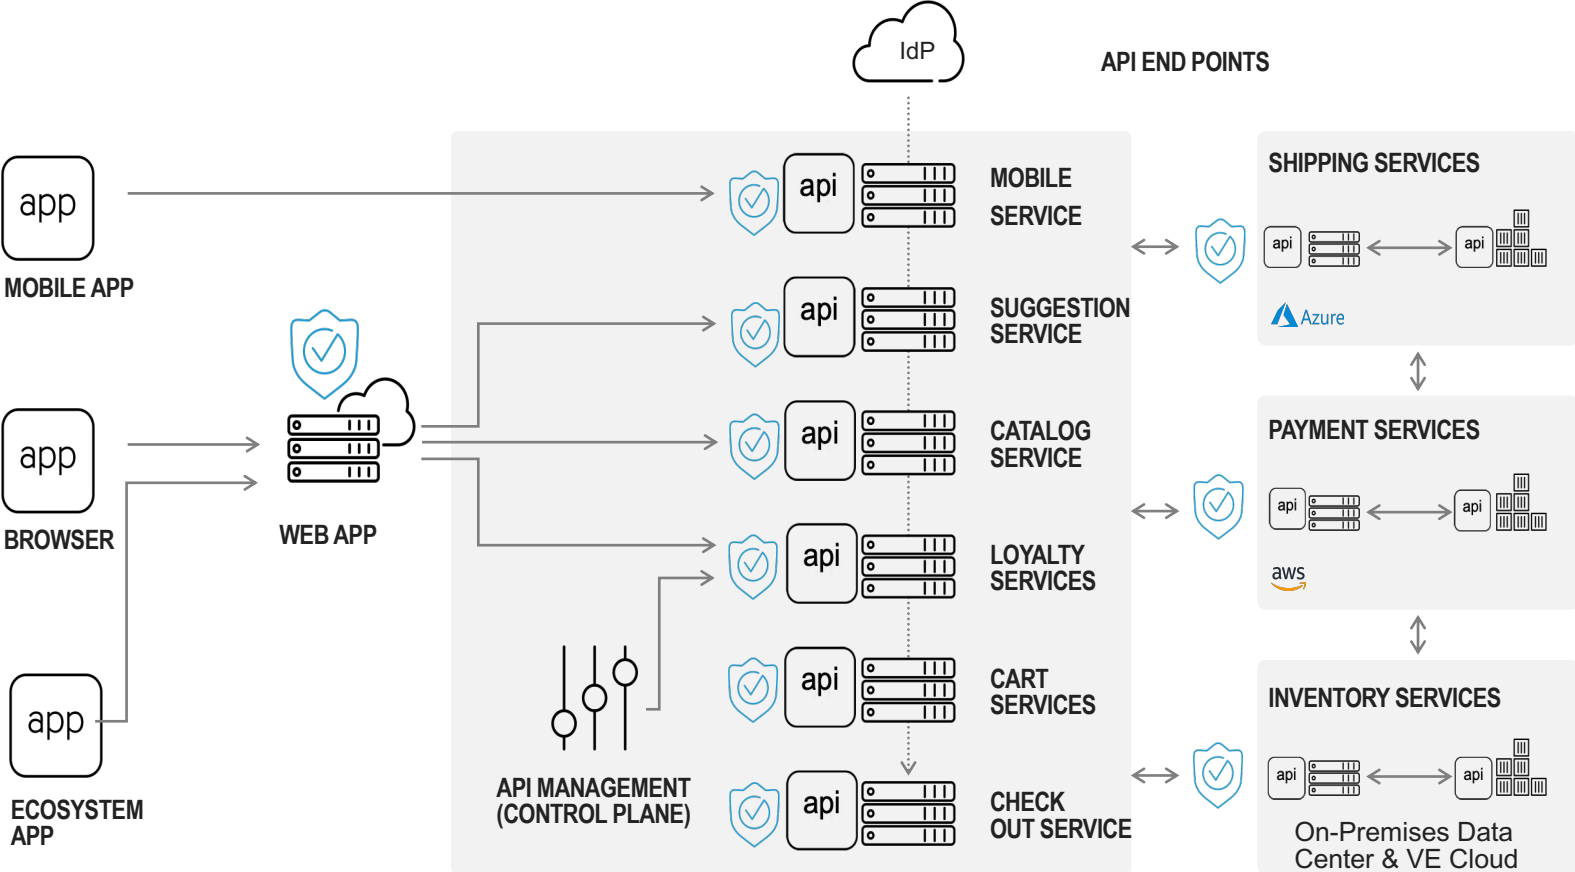 IdP
API END POINTS
app
MOBILE APP
api
MOBILE
SERVICE
SHIPPING SERVICES
api
api
Azure
api
SUGGESTION
SERVICE
app
BROWSER
WEB APP
api
CATALOG
SERVICE
PAYMENT SERVICES
api
api
aws
api
LOYALTY
SERVICES
app
ECOSYSTEM
APP
API MANAGEMENT
(CONTROL PLANE)
api
CART
SERVICES
api
CHECK
OUT SERVICE
INVENTORY SERVICES
api
api
On-Premises Data
Center & VE Cloud